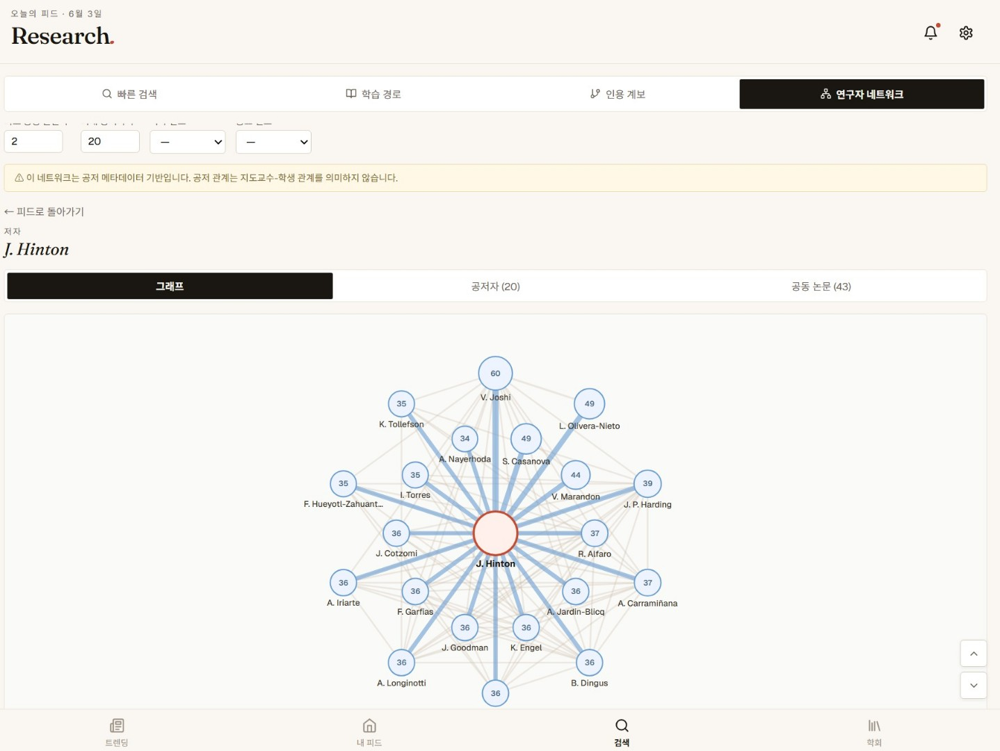 오늘의 피드 · 6월 3일
Research.
빠른 검색
학습 경로
인용 계보
연구자 네트워크
2
20
—
—
⚠ 이 네트워크는 공저 메타데이터 기반입니다. 공저 관계는 지도교수-학생 관계를 의미하지 않습니다.
← 피드로 돌아가기
저자
J. Hinton
그래프
공저자 (20)
공동 논문 (43)
60
V. Joshi
35
K. Tollefson
49
L. Olivera-Nieto
34
A. Nayerhoda
49
S. Casanova
35
I. Torres
44
V. Marandon
35
F. Hueyotl-Zahuant...
39
J. P. Harding
36
J. Cotzomi
J. Hinton
37
R. Alfaro
36
A. Iriarte
36
F. Garfias
36
A. Jardin-Blicq
37
A. Carramiñana
36
J. Goodman
36
K. Engel
36
A. Longinotti
36
B. Dingus
36
트렌딩
내 피드
검색
학회